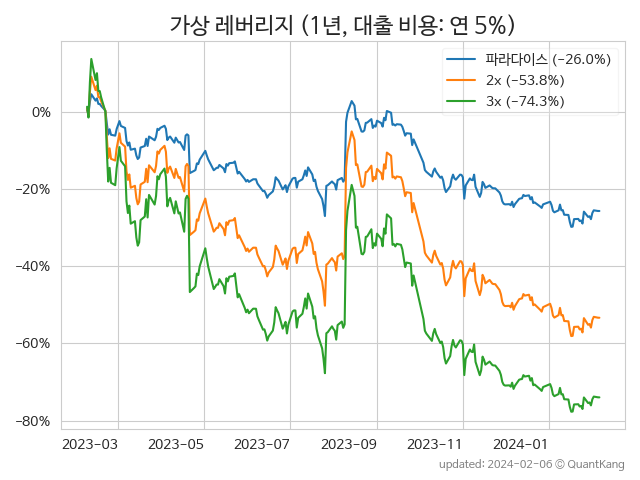 가상 레버리지 (1년, 대출 비용: 연 5%)
파라다이스 (−26.0%)
2x (−53.8%)
3x (−74.3%)
0%
−20%
−40%
−60%
−80%
2023-03 2023-05 2023-07 2023-09 2023-11 2024-01
updated: 2024-02-06 © QuantKang